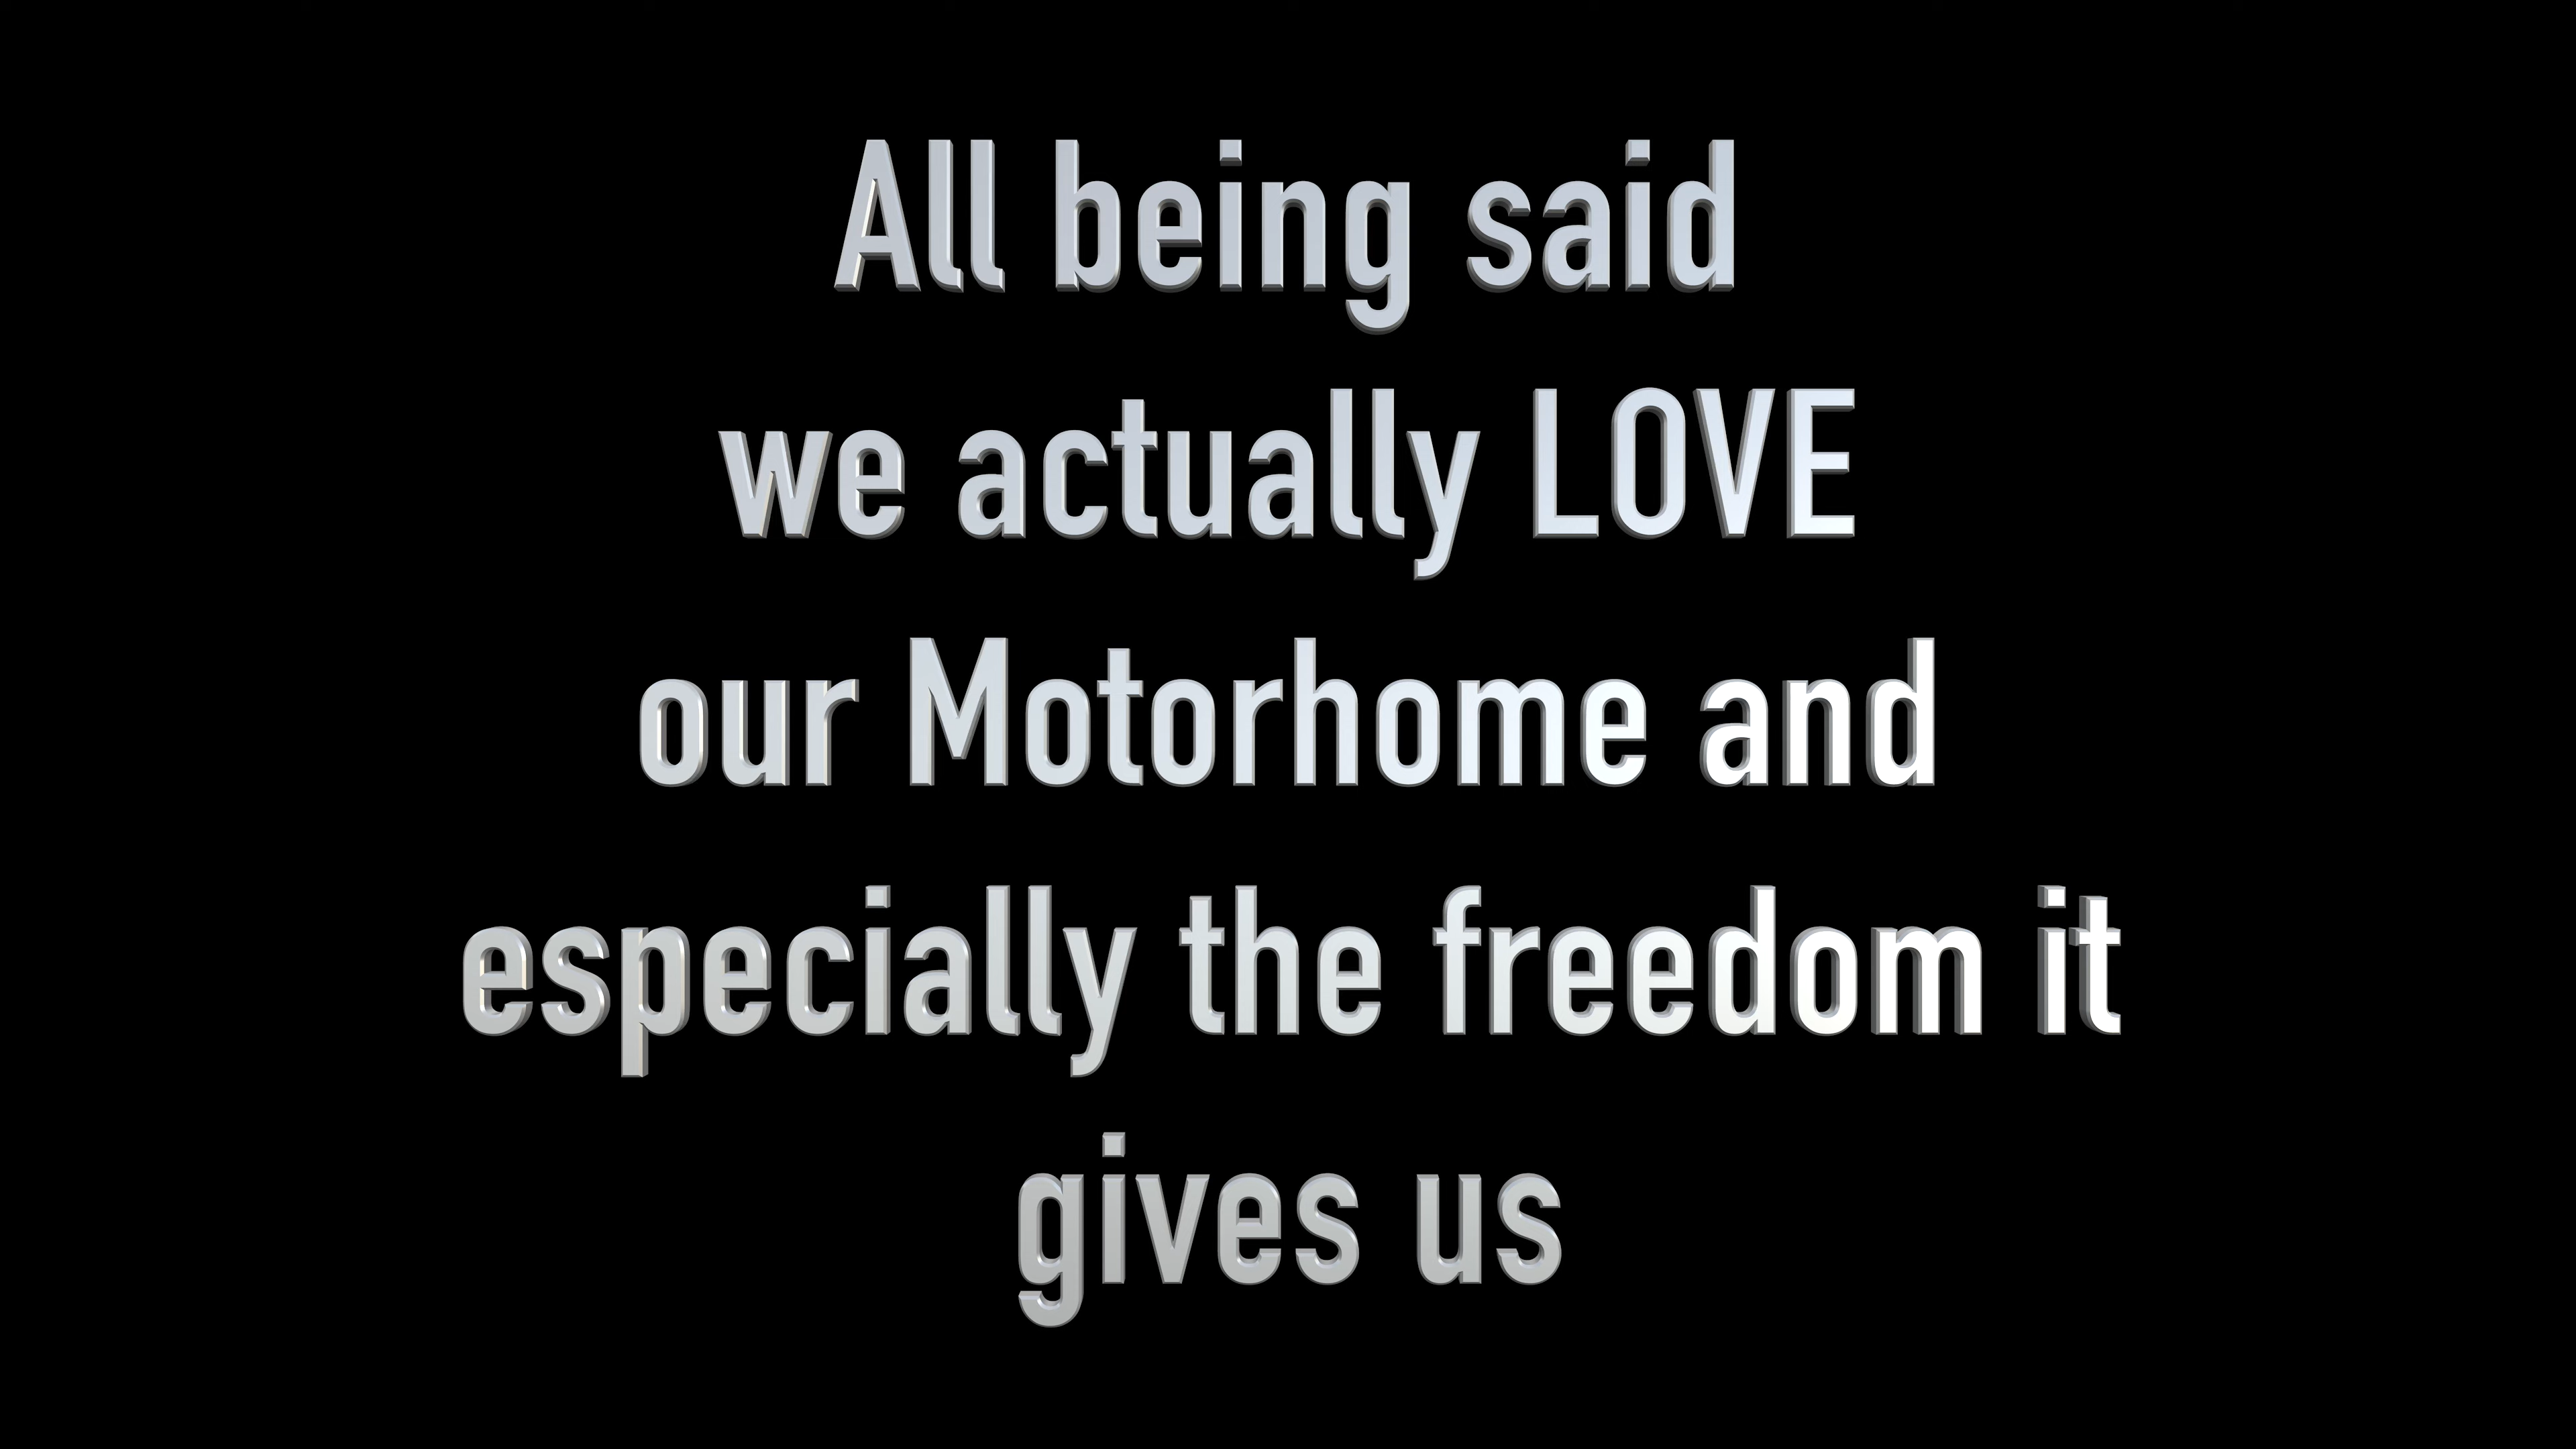 All being said
we actually LOVE
our Motorhome and
especially the freedom it
gives us